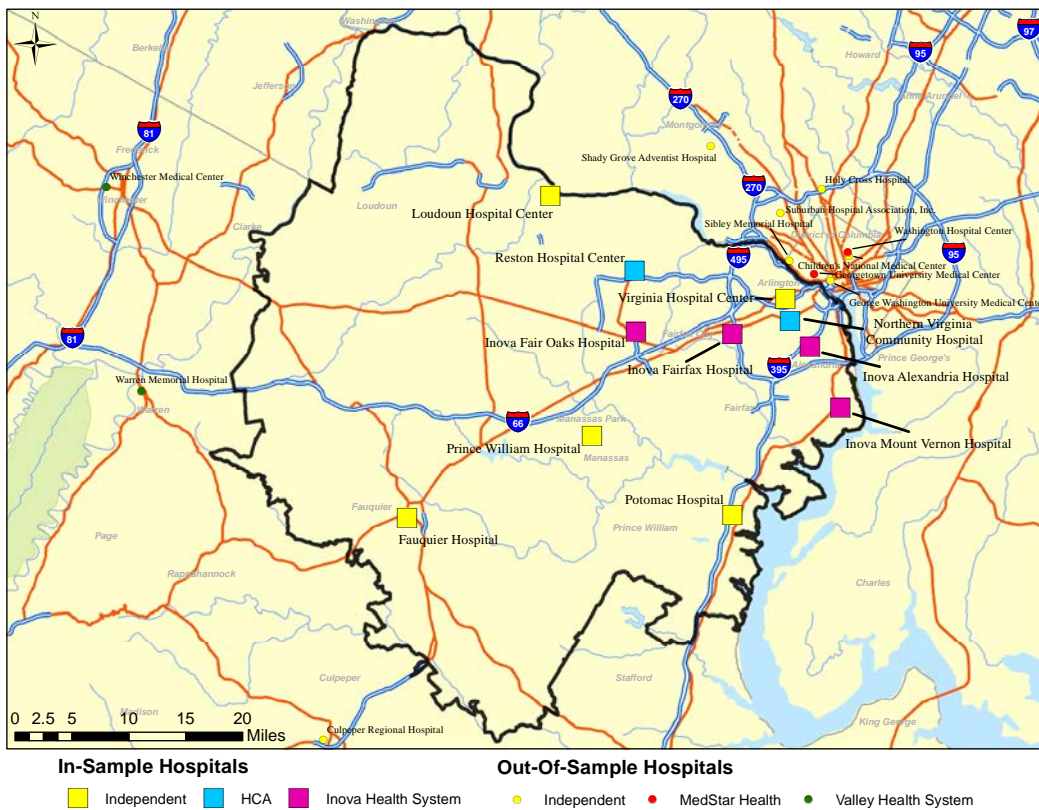 N
Washington
Berkeley
Howard
97
95
Jefferson
270
Anne Arundel
81
Montgomery
Frederick
Shady Grove Adventist Hospital
Winchester Medical Center
Holy Cross Hospital
270
Winchester
Loudoun
Loudoun Hospital Center
Suburban Hospital Association, Inc.
Clarke
Sibley Memorial Hospital
Washington Hospital Center
District of Columbia
Reston Hospital Center
495
95
Children's National Medical Center
Georgetown University Medical Center
Arlington
Virginia Hospital Center
George Washington University Medical Cente
81
Fairfax City
Northern Virginia
Community Hospital
Inova Fair Oaks Hospital
Prince George's
Inova Fairfax Hospital
395
Alexandria
Inova Alexandria Hospital
Warren Memorial Hospital
Warren
Fairfax
66
Manassas Park
Prince William Hospital
Manassas
Inova Mount Vernon Hospital
Potomac Hospital
Fauquier
Prince William
Page
Fauquier Hospital
Rappahannock
Charles
Culpeper
Stafford
Madison
0 2.5 5 10 15 20
Miles
Culpeper Regional Hospital
King George
In-Sample Hospitals
Out-Of-Sample Hospitals
Independent HCA Inova Health System Independent MedStar Health Valley Health System